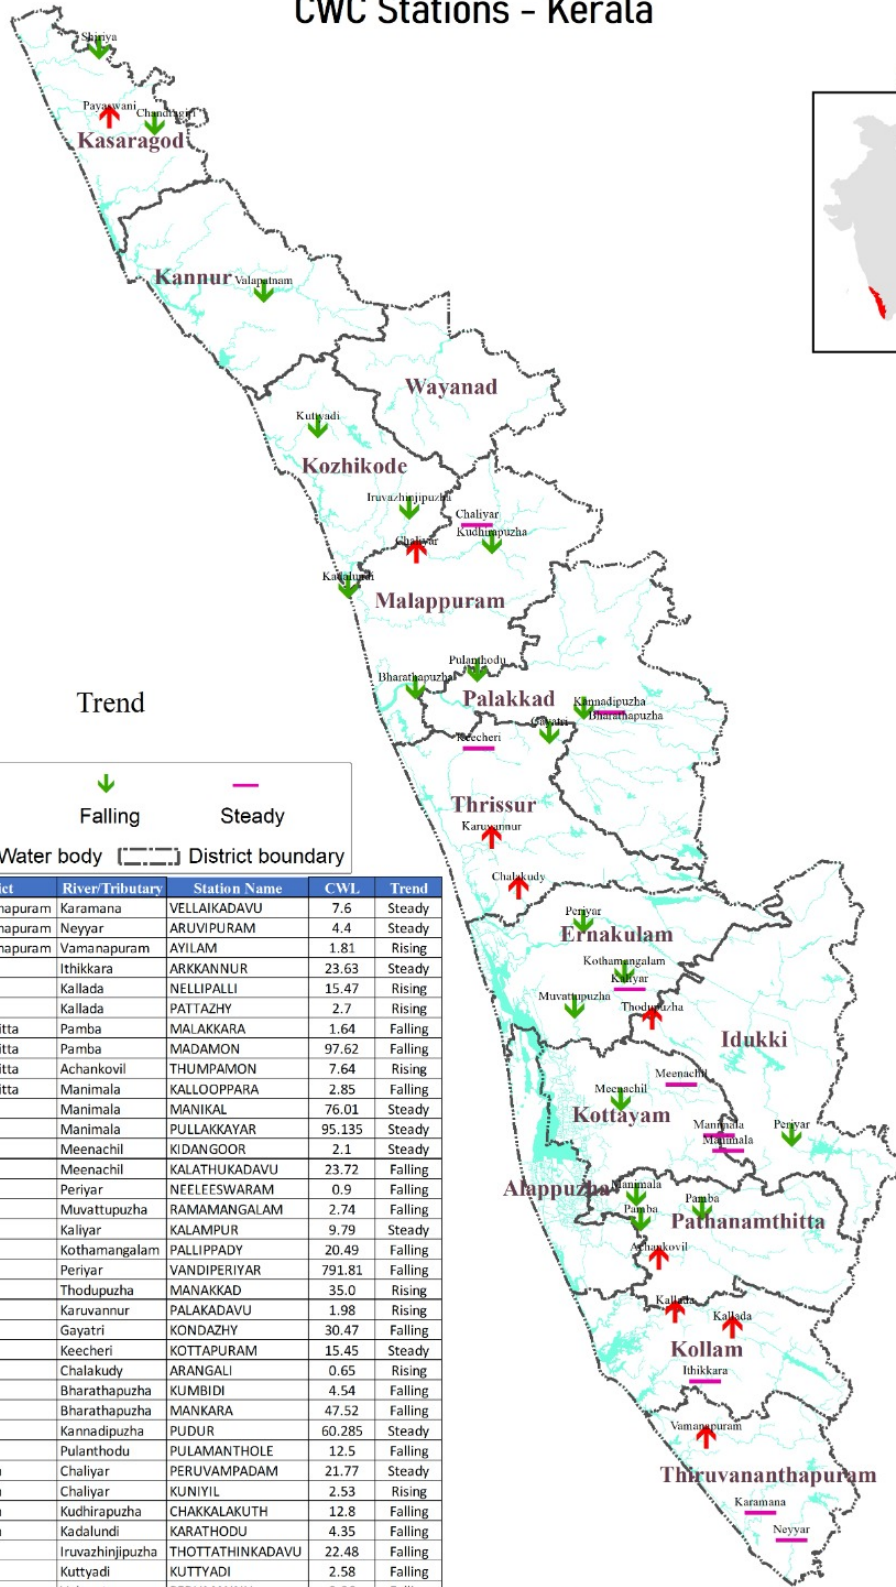 CWC Stations - Kerala
Shiriya
Payaswani
Chandragiri
Kasaragod
Kannur
Valapatnam
Wayanad
Kuttyadi
Kozhikode
Iruvazhinjipuzha
Chaliyar
Kudhirapuzha
Chaliyar
Kadalundi
Malappuram
Pulanthodu
Bharathapuzha
Palakkad
Kannadipuzha
Bharathapuzha
Gayatri
Keecheri
Thrissur
Karuvannur
Chalakudy
Periyar
Ernakulam
Kothamangalam
Kaliyar
Muvattupuzha
Thodupuzha
Idukki
Meenachil
Meenachil
Kottayam
Manimala
Manimala
Periyar
Alappuzha
Manimala
Pamba
Pamba
Pathanamthitta
Achankovil
Kallada
Kallada
Kollam
Ithikkara
Vamanapuram
Thiruvananthapuram
Karamana
Neyyar
Trend
Falling Steady
Water body District boundary
ict River/Tributary Station Name CWL Trend
napuram Karamana VELLAIKADAVU 7.6 Steady
napuram Neyyar ARUVIPURAM 4.4 Steady
napuram Vamanapuram AYILAM 1.81 Rising
Ithikkara ARKKANNUR 23.63 Steady
Kallada NELLIPALLI 15.47 Rising
Kallada PATTAZHY 2.7 Rising
itta Pamba MALAKKARA 1.64 Falling
itta Pamba MADAMON 97.62 Falling
itta Achankovil THUMPAMON 7.64 Rising
itta Manimala KALLOOPPARA 2.85 Falling
Manimala MANIKAL 76.01 Steady
Manimala PULLAKKAYAR 95.135 Steady
Meenachil KIDANGOOR 2.1 Steady
Meenachil KALATHUKADAVU 23.72 Falling
Periyar NEELEESWARAM 0.9 Falling
Muvattupuzha RAMAMANGALAM 2.74 Falling
Kaliyar KALAMPUR 9.79 Steady
Kothamangalam PALLIPPADY 20.49 Falling
Periyar VANDIPERIYAR 791.81 Falling
Thodupuzha MANAKKAD 35.0 Rising
Karuvannur PALAKADAVU 1.98 Rising
Gayatri KONDAZHY 30.47 Falling
Keecheri KOTTAPURAM 15.45 Steady
Chalakudy ARANGALI 0.65 Rising
Bharathapuzha KUMBIDI 4.54 Falling
Bharathapuzha MANKARA 47.52 Falling
Kannadipuzha PUDUR 60.285 Steady
Pulanthodu PULAMANTHOLE 12.5 Falling
Chaliyar PERUVAMPADAM 21.77 Steady
Chaliyar KUNIYIL 2.53 Rising
Kudhirapuzha CHAKKALAKUTH 12.8 Falling
Kadalundi KARATHODU 4.35 Falling
Iruvazhinjipuzha THOTTATHINKADAVU 22.48 Falling
Kuttyadi KUTTYADI 2.58 Falling